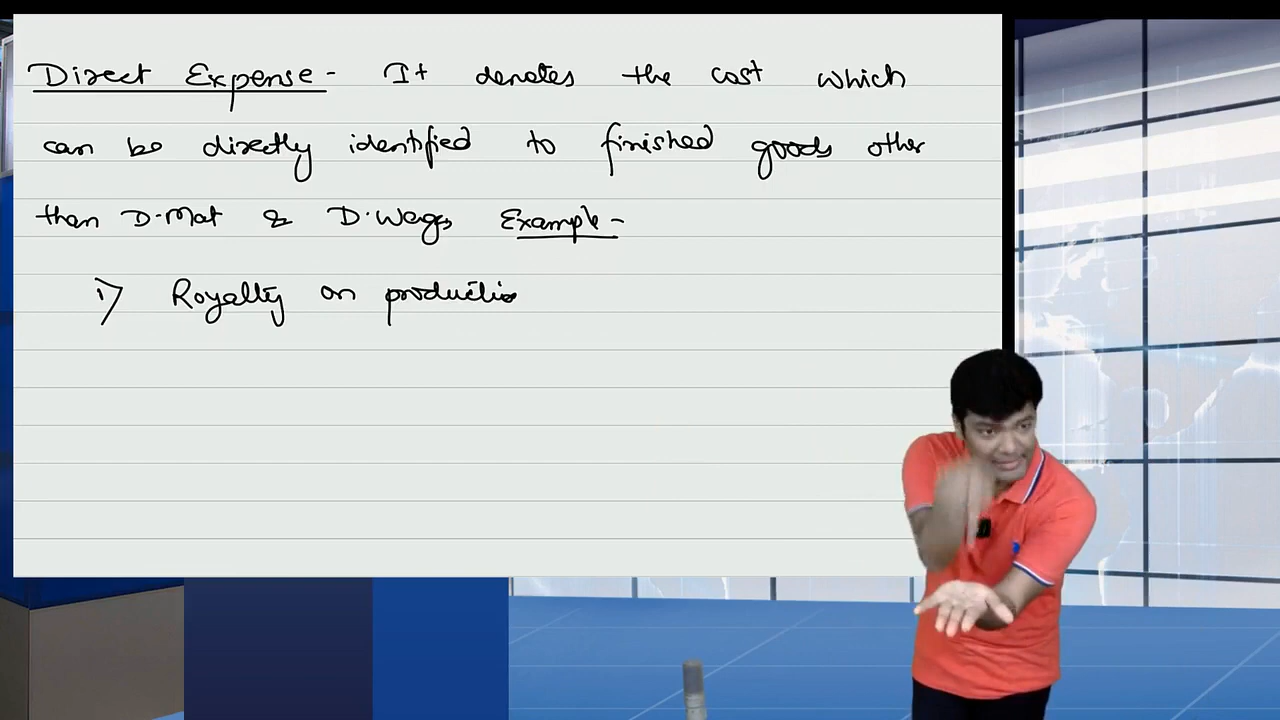 Direct Expense - It denotes the cost which
can be directly identified to finished goods other
than D.Mat & D.Wages Example -
i) Royalty on production